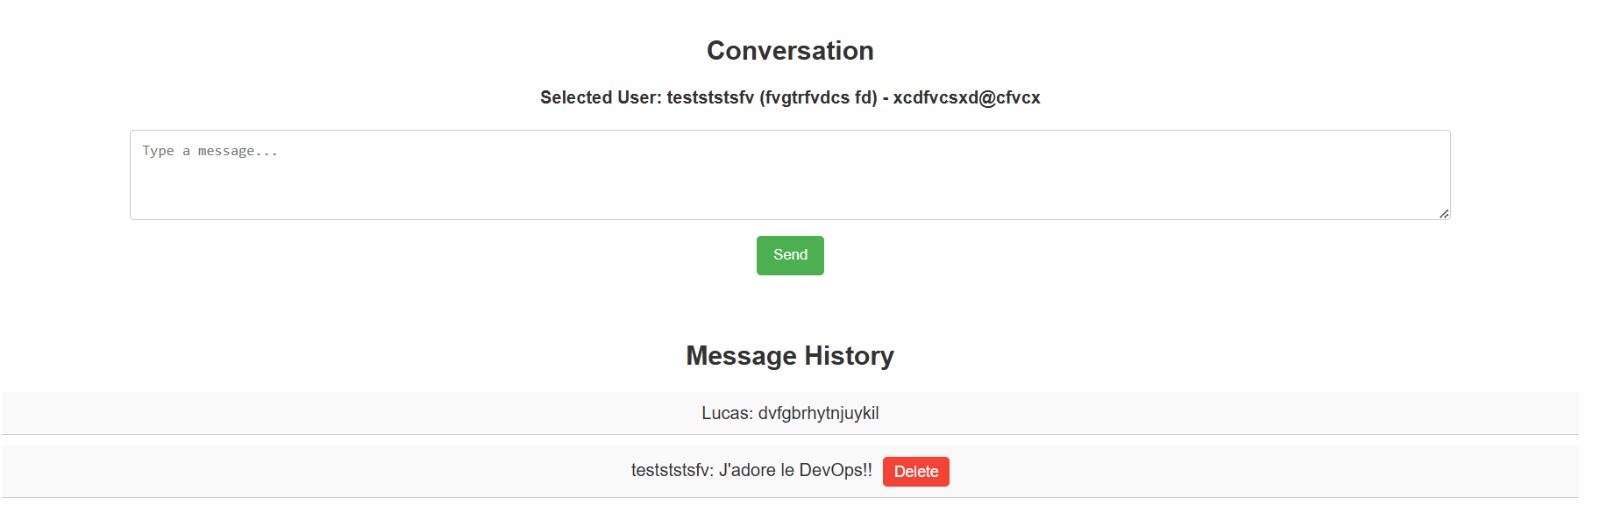 Conversation
Selected User: testststsfv (fvgtrfvdcs fd) - xcdfvcsxd@cfvcx
Type a message...
Send
Message History
Lucas: dvfgbrhytnjuykil
testststsfv: J'adore le DevOps!! Delete